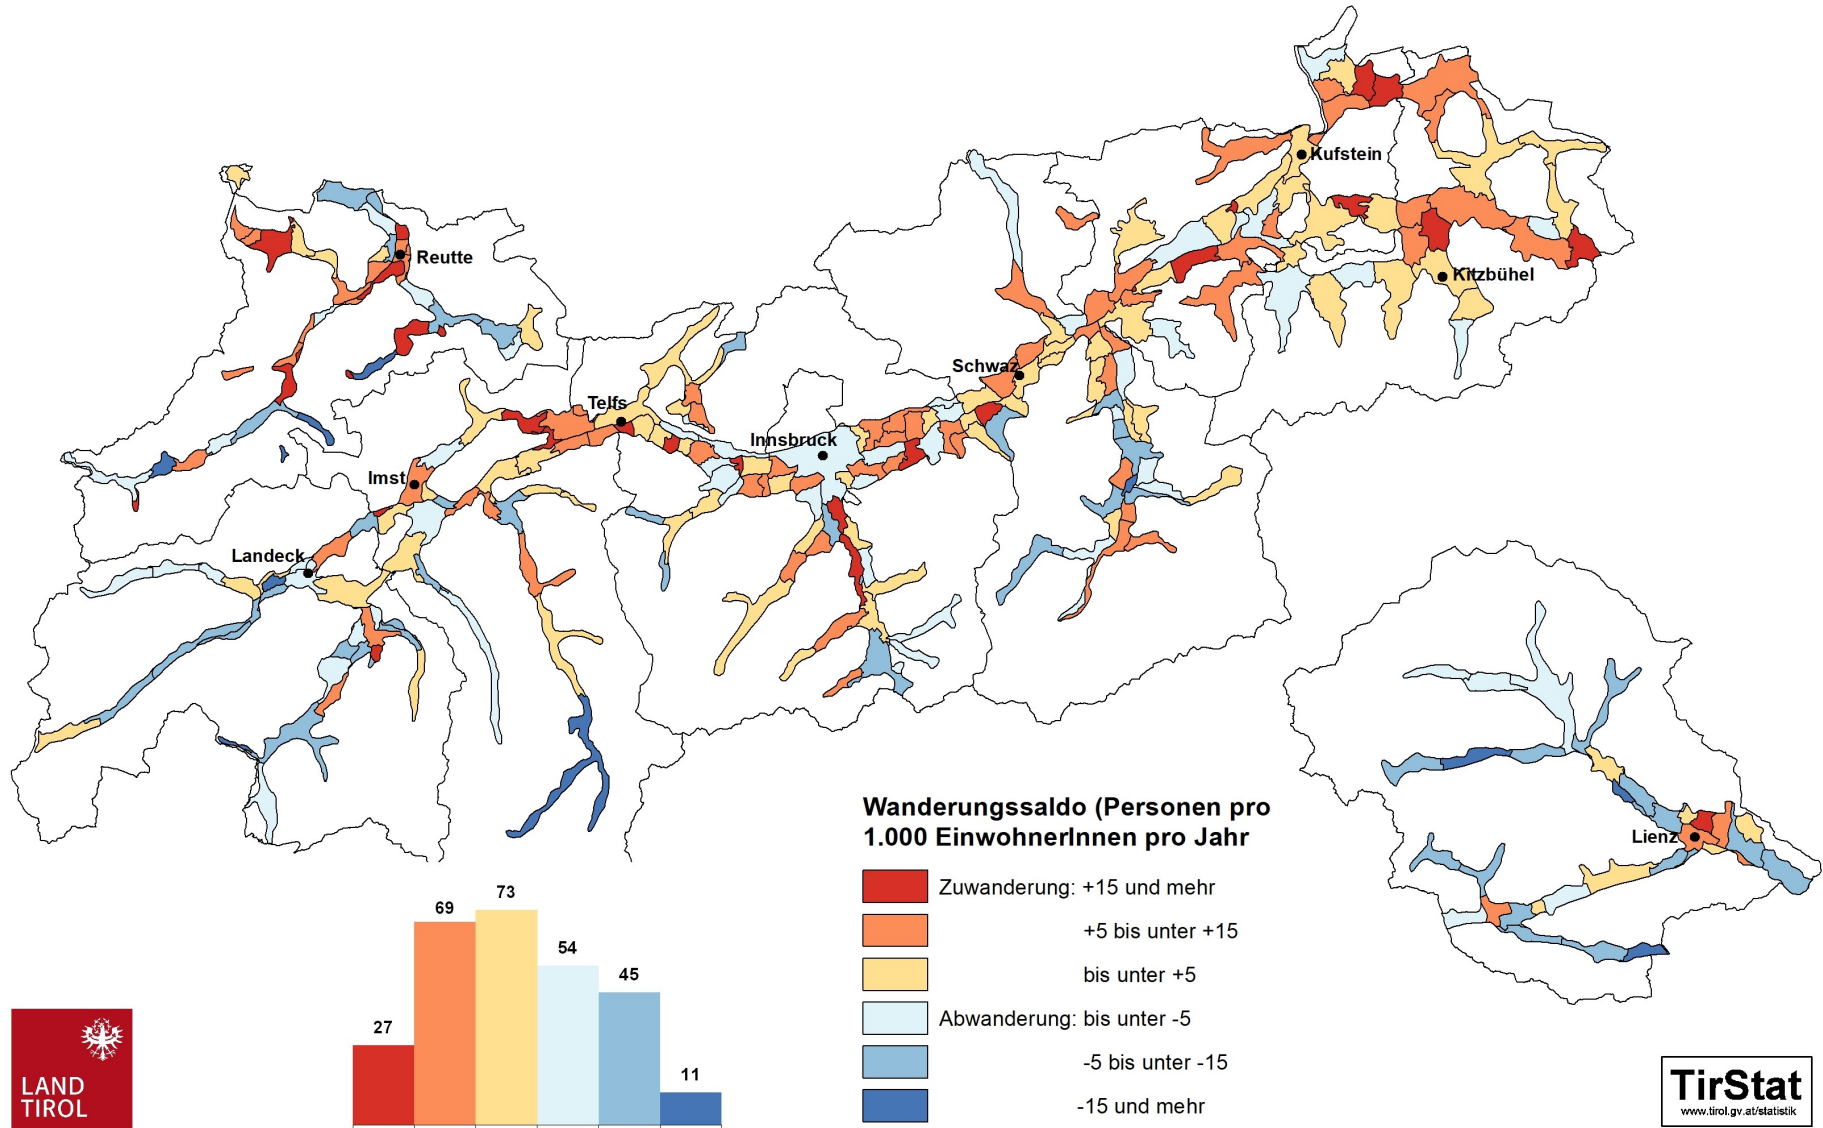 Kufstein
Reutte
Kitzbühel
Schwaz
Telfs
Innsbruck
Imst
Landeck
Lienz
Wanderungssaldo (Personen pro
1.000 EinwohnerInnen pro Jahr
Zuwanderung: +15 und mehr
+5 bis unter +15
bis unter +5
Abwanderung: bis unter -5
-5 bis unter -15
-15 und mehr
27
69
73
54
45
11
LAND
TIROL
TirStat
www.tirol.gv.at/statistik